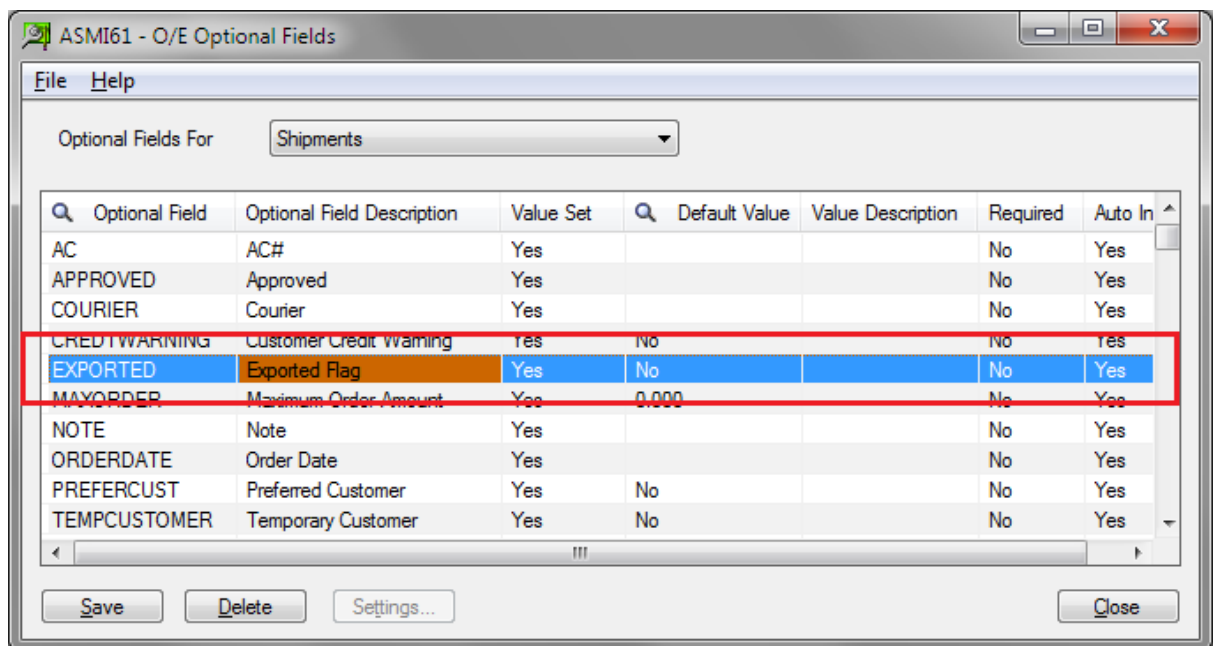 ASMI61 - O/E Optional Fields
File Help
Optional Fields For Shipments
Optional Field Optional Field Description Value Set Default Value Value Description Required Auto In
AC AC# Yes No Yes
APPROVED Approved Yes No Yes
COURIER Courier Yes No Yes
CREDTWARNING Customer Credit Warning Yes No No Yes
EXPORTED Exported Flag Yes No No Yes
MAXORDER Maximum Order Amount Yes 0.000 No Yes
NOTE Note Yes No Yes
ORDERDATE Order Date Yes No Yes
PREFERCUST Preferred Customer Yes No No Yes
TEMPCUSTOMER Temporary Customer Yes No No Yes
Save Delete Settings... Close